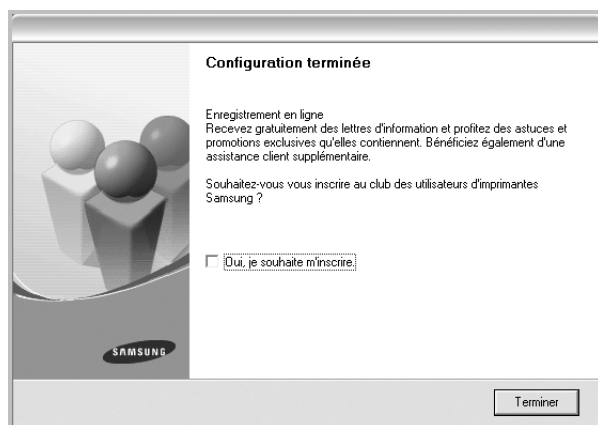 Configuration terminée
Enregistrement en ligne
Recevez gratuitement des lettres d'information et profitez des astuces et
promotions exclusives qu'elles contiennent. Bénéficiez également d'une
assistance client supplémentaire.
Souhaitez-vous vous inscrire au club des utilisateurs d'imprimantes
Samsung ?
Oui, je souhaite m'inscrire.
SAMSUNG
Terminer